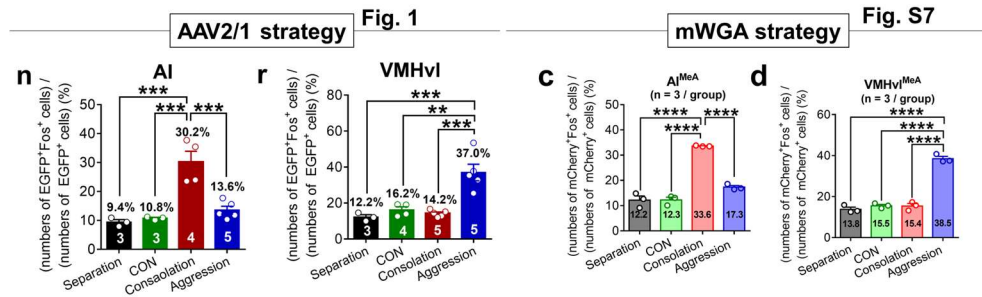 AAV2/1 strategy
Fig. 1
mWGA strategy
Fig. S7
n
AI
(numbers of EGFP+Fos+ cells) /
(numbers of EGFP+ cells) (%)
50
40
30
20
10
0
***
*** ***
9.4%
10.8%
30.2%
13.6%
3
3
4
5
Separation
CON
Consaolation
Aggression
r
VMHvl
(numbers of EGFP+Fos+ cells) /
(numbers of EGFP+ cells) (%)
100
80
60
40
20
0
***
**
***
12.2%
16.2%
14.2%
37.0%
3
4
5
5
Separation
CON
Consolation
Aggression
c
AI^MeA
(n = 3 / group)
(numbers of mCherry+Fos+ cells) /
(numbers of mCherry+ cells) (%)
50
40
30
20
10
0
**** ****
****
12.2
12.3
33.6
17.3
Separation
CON
Consolation
Aggression
d
VMHvl^MeA
(n = 3 / group)
(numbers of mCherry+Fos+ cells) /
(numbers of mCherry+ cells) (%)
60
40
20
0
****
****
****
13.8
15.5
15.4
38.5
Separation
CON
Consolation
Aggression